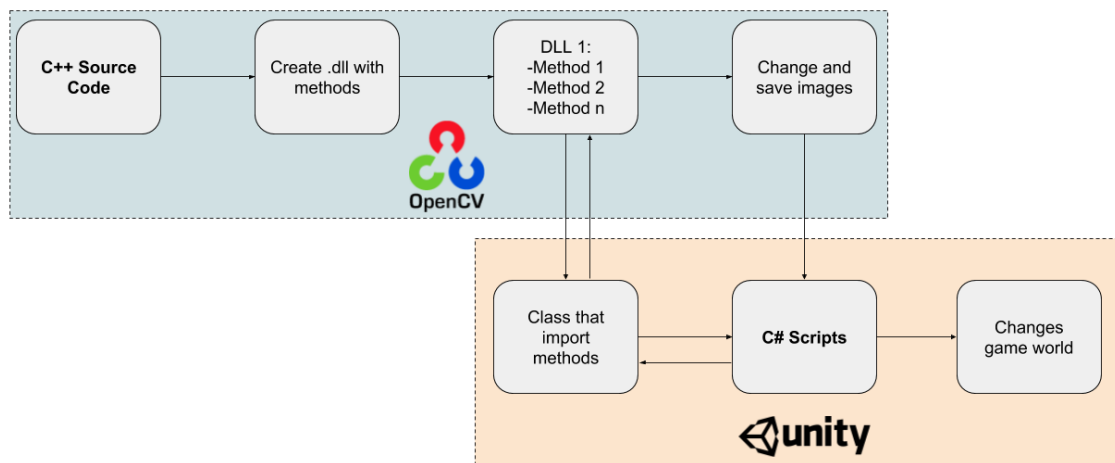 C++ Source
Code
Create .dll with
methods
DLL 1:
-Method 1
-Method 2
-Method n
Change and
save images
OpenCV
Class that
import
methods
C# Scripts
Changes
game world
unity